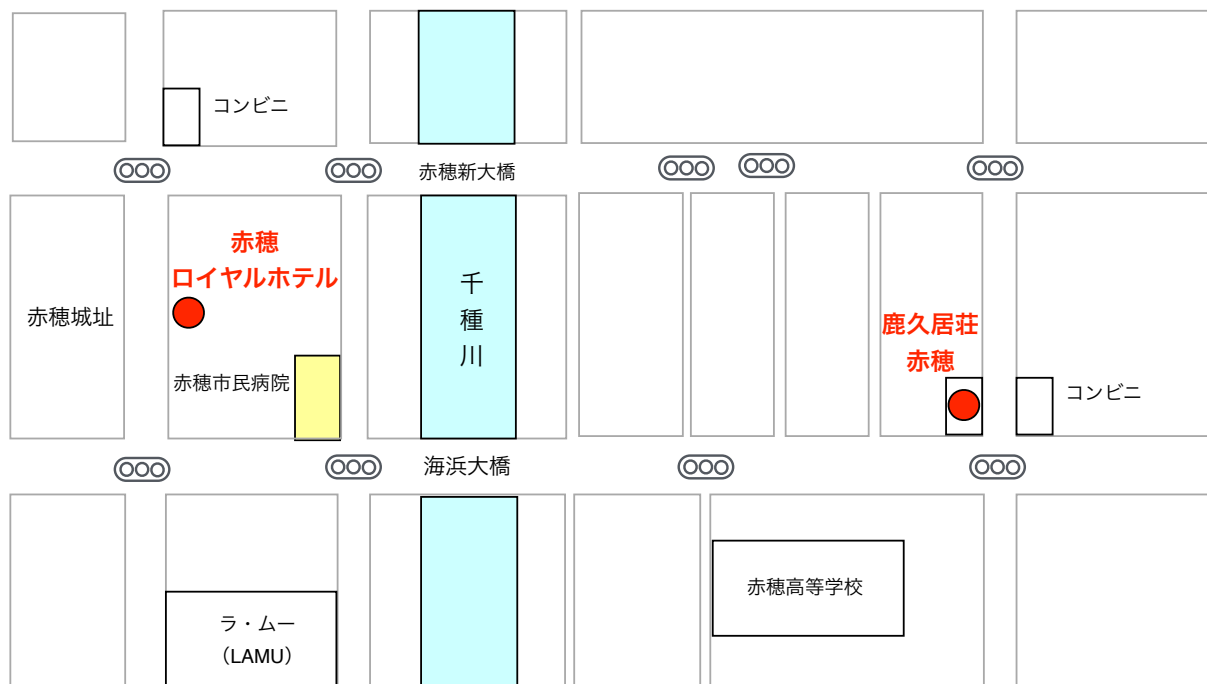 コンビニ
赤穂新大橋
赤穂
ロイヤルホテル
千種川
赤穂城址
鹿久居荘
赤穂
赤穂市民病院
コンビニ
海浜大橋
赤穂高等学校
ラ・ムー
（LAMU）